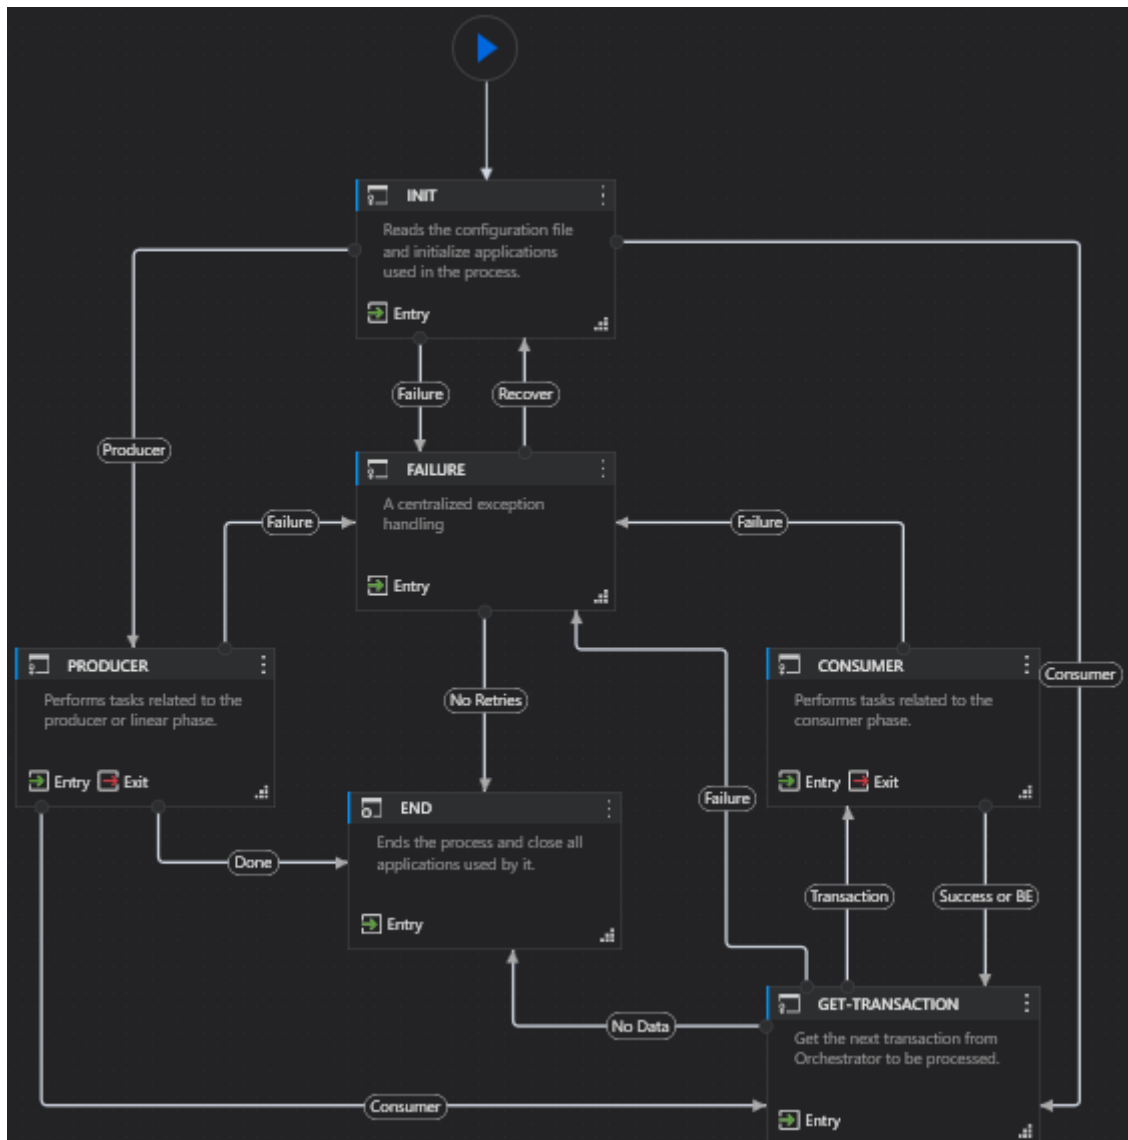 INIT
Reads the configuration file
and initialize applications
used in the process.
Entry
Failure
Recover
Producer
FAILURE
A centralized exception
handling
Entry
Failure
Failure
PRODUCER
Performs tasks related to the
producer or linear phase.
Entry Exit
No Retries
CONSUMER
Performs tasks related to the
consumer phase.
Entry Exit
Consumer
END
Ends the process and close all
applications used by it.
Entry
Done
Failure
Transaction
Success or BE
GET-TRANSACTION
Get the next transaction from
Orchestrator to be processed.
Entry
No Data
Consumer